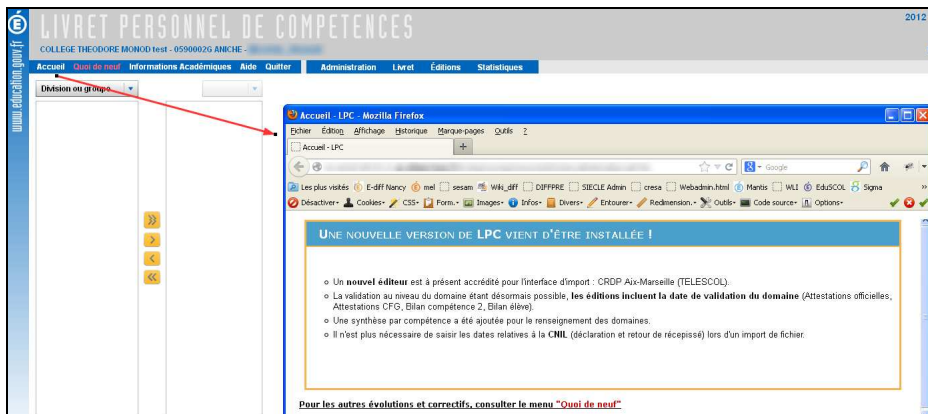 www.education.gouv.fr
LIVRET PERSONNEL DE COMPETENCES
2012
COLLEGE THEODORE MONOD test - 0590002G ANICHE -
Accueil Quoi de neuf Informations Académiques Aide Quitter Administration Livret Éditions Statistiques
Division ou groupe
Accueil - LPC - Mozilla Firefox
Fichier Édition Affichage Historique Marque-pages Outils ?
Accueil - LPC
Google
Les plus visités E-diff Nancy mel sesam Wiki_diff DIFFPRE SIECLE Admin cresa Webadmin.html Mantis WLI EduSCOL Sigma
Désactiver Cookies CSS Form. Images Infos Divers Entourer Redimension. Outils Code source Options
UNE NOUVELLE VERSION DE LPC VIENT D'ÊTRE INSTALLÉE !
Un nouvel éditeur est à présent accrédité pour l'interface d'import : CRDP Aix-Marseille (TELESCOL).
La validation au niveau du domaine étant désormais possible, les éditions incluent la date de validation du domaine (Attestations officielles,
Attestations CFG, Bilan compétence 2, Bilan élève).
Une synthèse par compétence a été ajoutée pour le renseignement des domaines.
Il n'est plus nécessaire de saisir les dates relatives à la CNIL (déclaration et retour de récepissé) lors d'un import de fichier.
Pour les autres évolutions et correctifs, consulter le menu "Quoi de neuf"